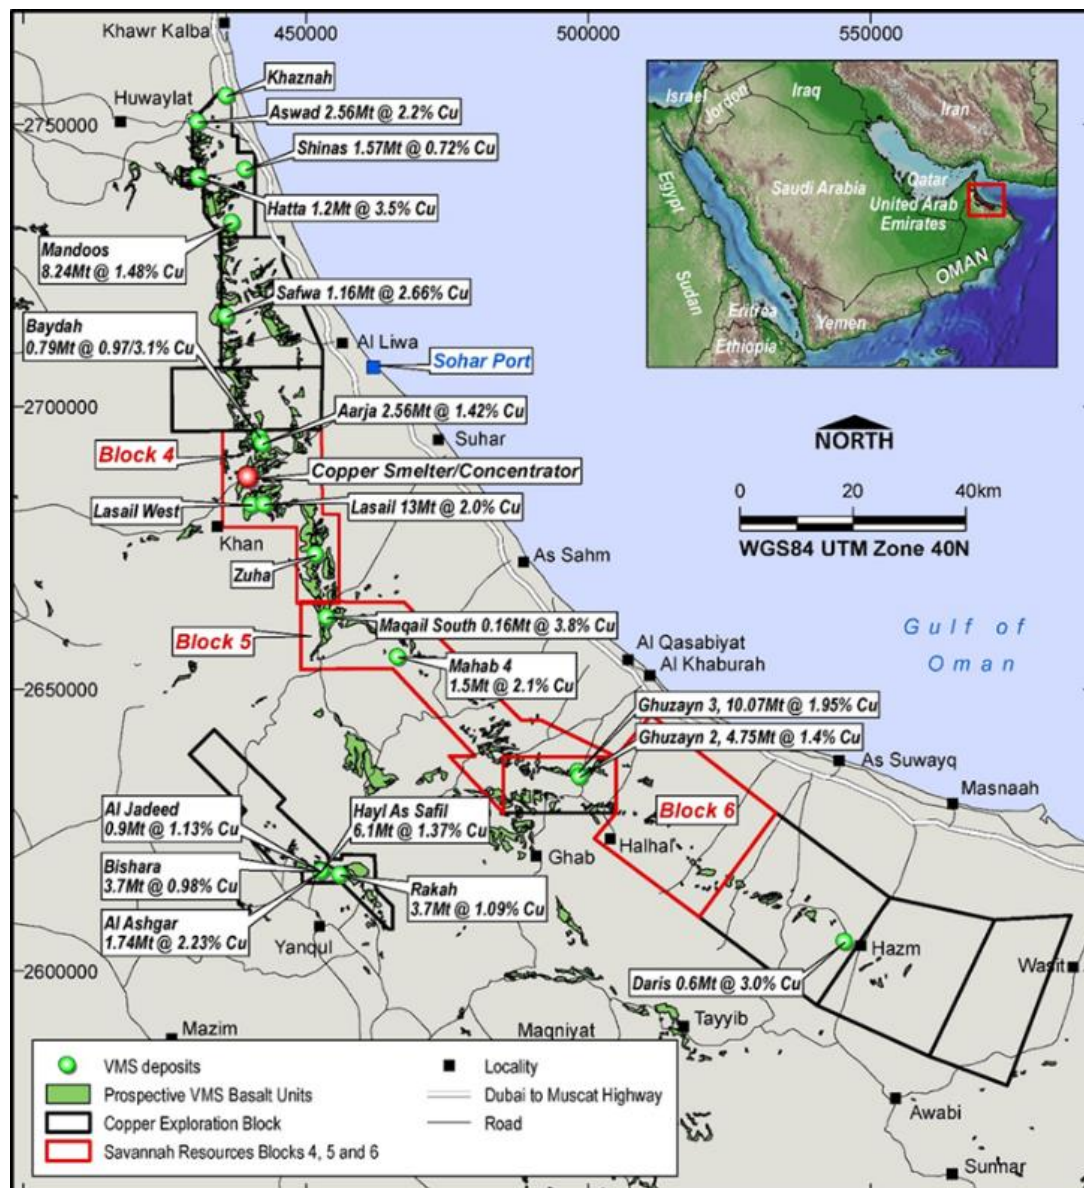 450000
500000
550000
Khawr Kalba
Khaznah
Huwaylat
Aswad 2.56Mt @ 2.2% Cu
2750000
Shinas 1.57Mt @ 0.72% Cu
Hatta 1.2Mt @ 3.5% Cu
Mandoos
8.24Mt @ 1.48% Cu
Safwa 1.16Mt @ 2.66% Cu
Baydah
0.79Mt @ 0.97/3.1% Cu
Al Liwa
Sohar Port
2700000
Aarja 2.56Mt @ 1.42% Cu
Suhar
Block 4
Copper Smelter/Concentrator
Lasail West
Lasail 13Mt @ 2.0% Cu
Khan
As Sahm
Zuha
Maqail South 0.16Mt @ 3.8% Cu
Block 5
Al Qasabiyat
Al Khaburah
Mahab 4
1.5Mt @ 2.1% Cu
2650000
Ghuzayn 3, 10.07Mt @ 1.95% Cu
Ghuzayn 2, 4.75Mt @ 1.4% Cu
As Suwayq
Masnaah
Block 6
Al Jadeed
0.9Mt @ 1.13% Cu
Hayl As Safil
6.1Mt @ 1.37% Cu
Halhal
Ghab
Bishara
3.7Mt @ 0.98% Cu
Rakah
3.7Mt @ 1.09% Cu
Al Ashgar
1.74Mt @ 2.23% Cu
Yanqul
Hazm
Wasit
2600000
Daris 0.6Mt @ 3.0% Cu
Tayyib
Mazim
Maqniyat
Awabi
Sunmar
Gulf of
Oman
Israel
Jordon
Iraq
Iran
Egypt
Saudi Arabia
Qatar
United Arab
Emirates
OMAN
Sudan
Eritrea
Yemen
Ethiopia
NORTH
0 20 40km
WGS84 UTM Zone 40N
VMS deposits
Prospective VMS Basalt Units
Copper Exploration Block
Savannah Resources Blocks 4, 5 and 6
Locality
Dubai to Muscat Highway
Road